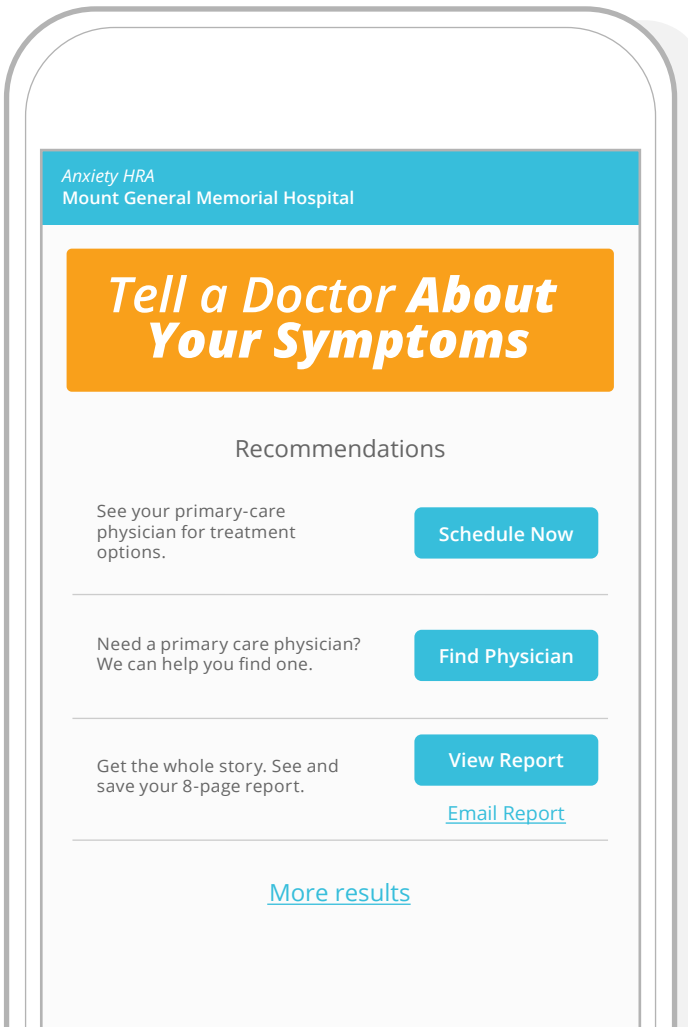 Anxiety HRA
Mount General Memorial Hospital
Tell a Doctor About
Your Symptoms
Recommendations
See your primary-care
physician for treatment
options.
Schedule Now
Need a primary care physician?
We can help you find one.
Find Physician
Get the whole story. See and
save your 8-page report.
View Report
Email Report
More results